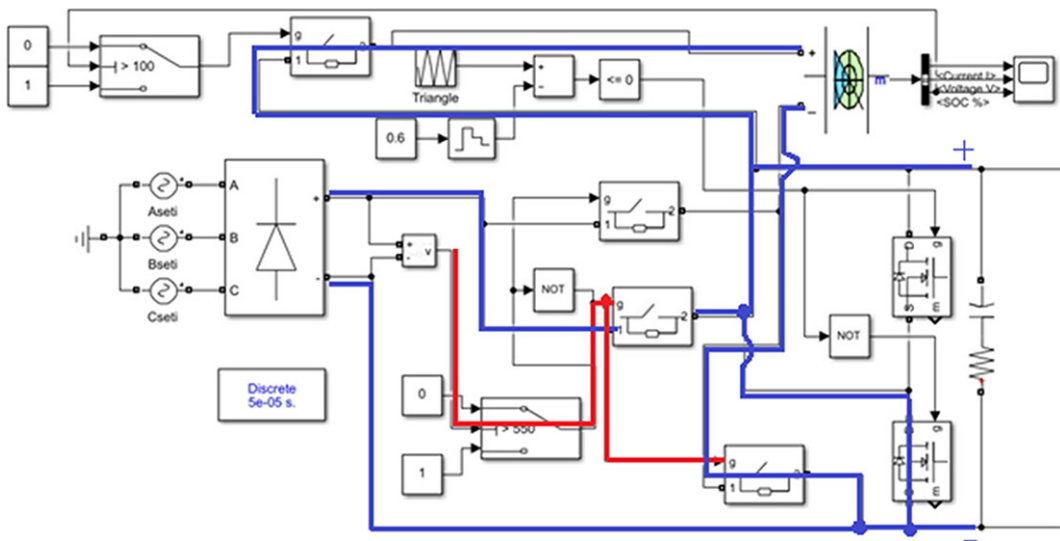 0
1
> 100
g
1
Triangle
+
-
<= 0
+
-
m
<Current I>
<Voltage V>
<SOC %>
0.6
+
A
B
C
Aseti
Bseti
Cseti
+
-
+
-
v
g
1
2
NOT
g
1
2
NOT
D
g
S
m
Discrete
5e-05 s.
0
1
> 550
g
1
2
g
m
-